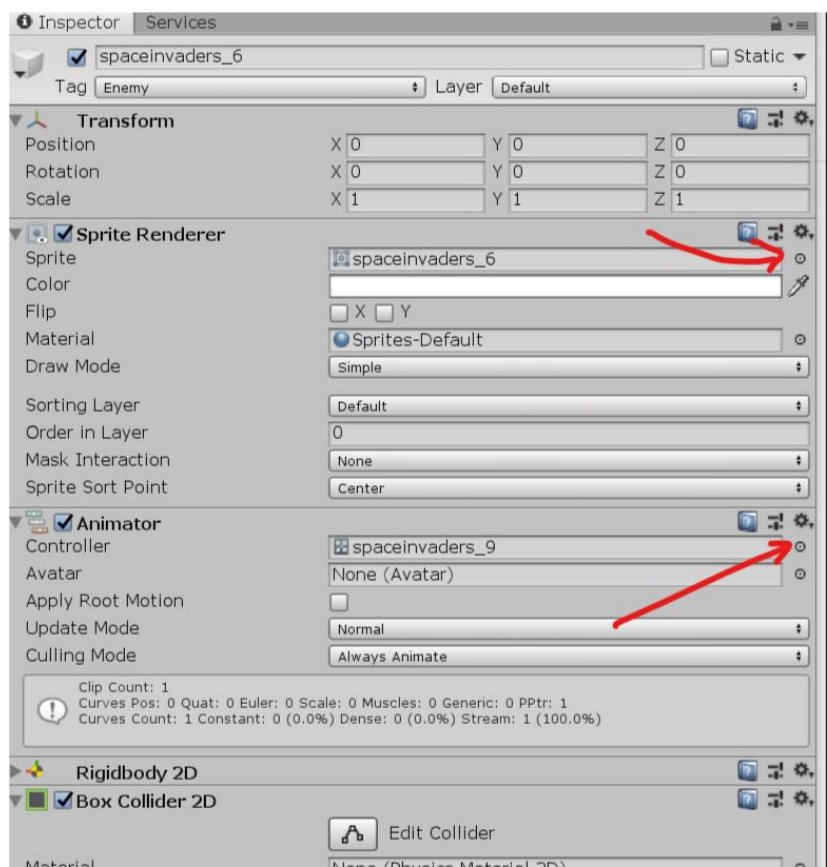 Inspector Services
spaceinvaders_6 Static
Tag Enemy Layer Default
Transform
Position X 0 Y 0 Z 0
Rotation X 0 Y 0 Z 0
Scale X 1 Y 1 Z 1
Sprite Renderer
Sprite spaceinvaders_6
Color
Flip X Y
Material Sprites-Default
Draw Mode Simple
Sorting Layer Default
Order in Layer 0
Mask Interaction None
Sprite Sort Point Center
Animator
Controller spaceinvaders_9
Avatar None (Avatar)
Apply Root Motion
Update Mode Normal
Culling Mode Always Animate
Clip Count: 1
Curves Pos: 0 Quat: 0 Euler: 0 Scale: 0 Muscles: 0 Generic: 0 PPtr: 1
Curves Count: 1 Constant: 0 (0.0%) Dense: 0 (0.0%) Stream: 1 (100.0%)
Rigidbody 2D
Box Collider 2D
Edit Collider
Material None (Physics Material 2D)